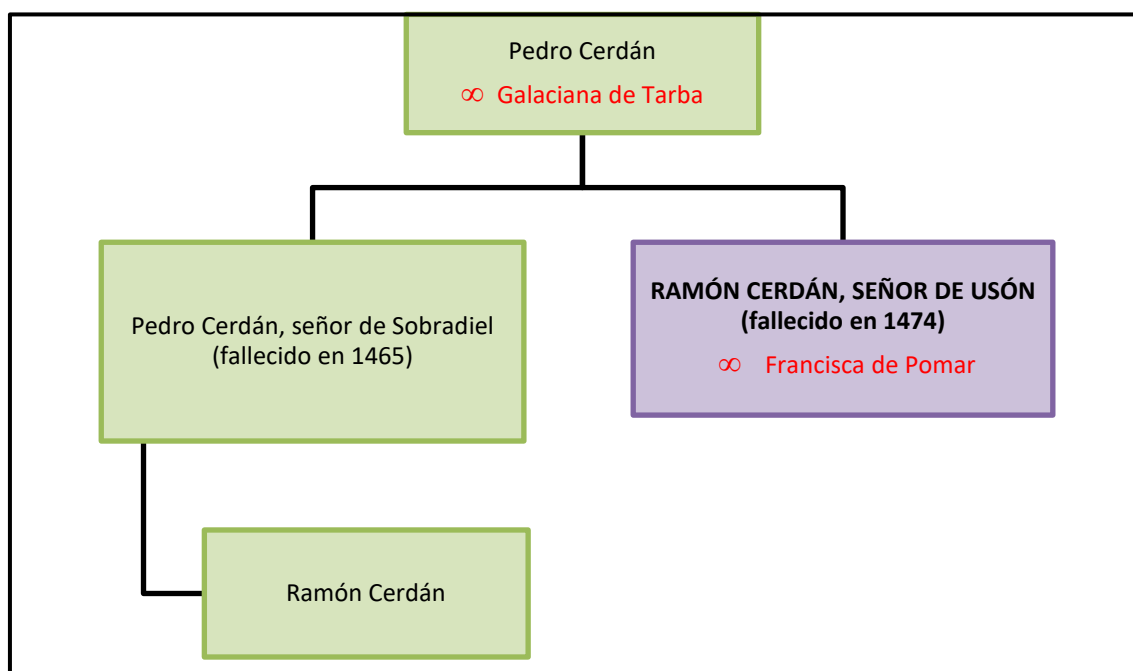 Pedro Cerdán
∞ Galaciana de Tarba
Pedro Cerdán, señor de Sobradiel
(fallecido en 1465)
RAMÓN CERDÁN, SEÑOR DE USÓN
(fallecido en 1474)
∞ Francisca de Pomar
Ramón Cerdán